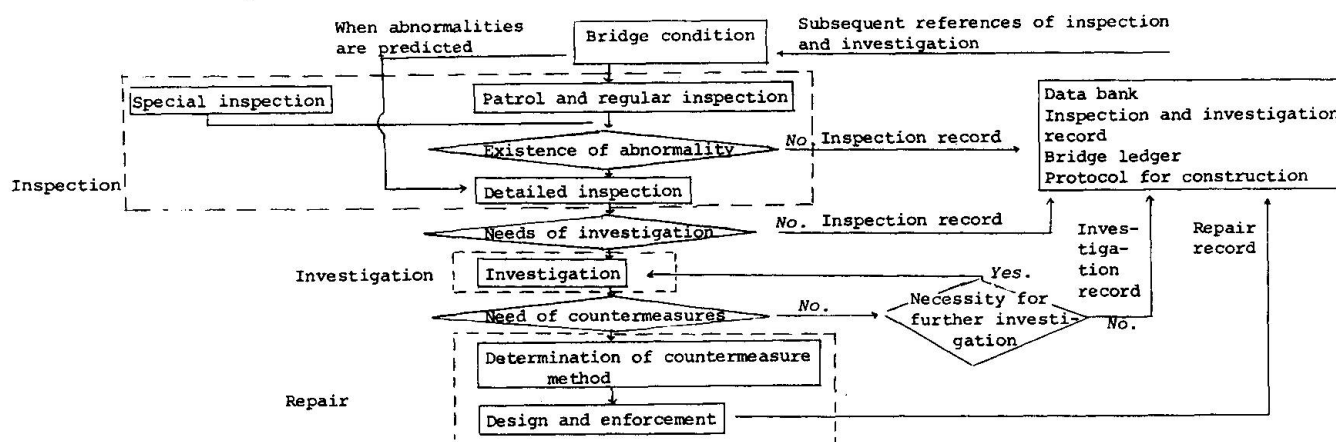 When abnormalities
are predicted
Bridge condition
Subsequent references of inspection
and investigation
Special inspection
Patrol and regular inspection
Data bank
Inspection and investigation
record
Bridge ledger
Protocol for construction
Existence of abnormality
No. Inspection record
Inspection
Detailed inspection
Needs of investigation
No. Inspection record
Inves-
tiga-
tion
record
Repair
record
Investigation
Investigation
Yes.
Necessity for
further investi-
gation
No.
Need of countermeasures
No.
Determination of countermeasure
method
Repair
Design and enforcement